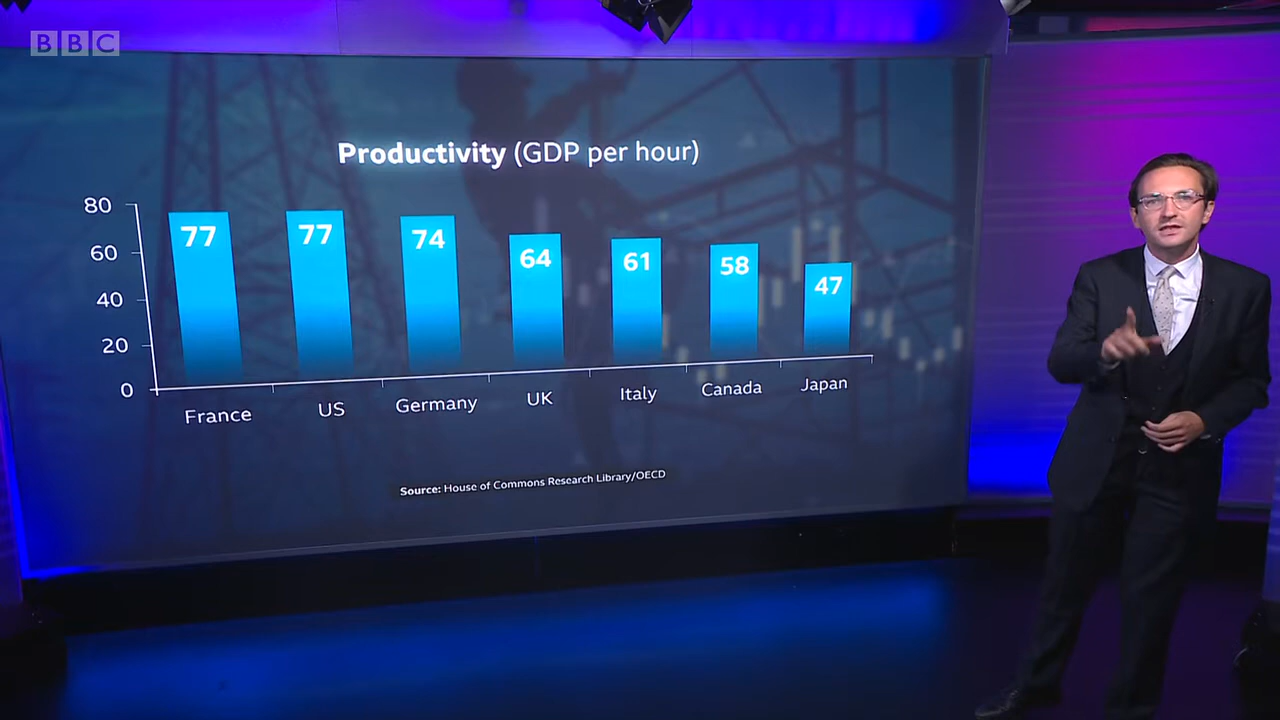 BBC
Productivity (GDP per hour)
80
60
40
20
0
77
77
74
64
61
58
47
France
US
Germany
UK
Italy
Canada
Japan
Source: House of Commons Research Library/OECD